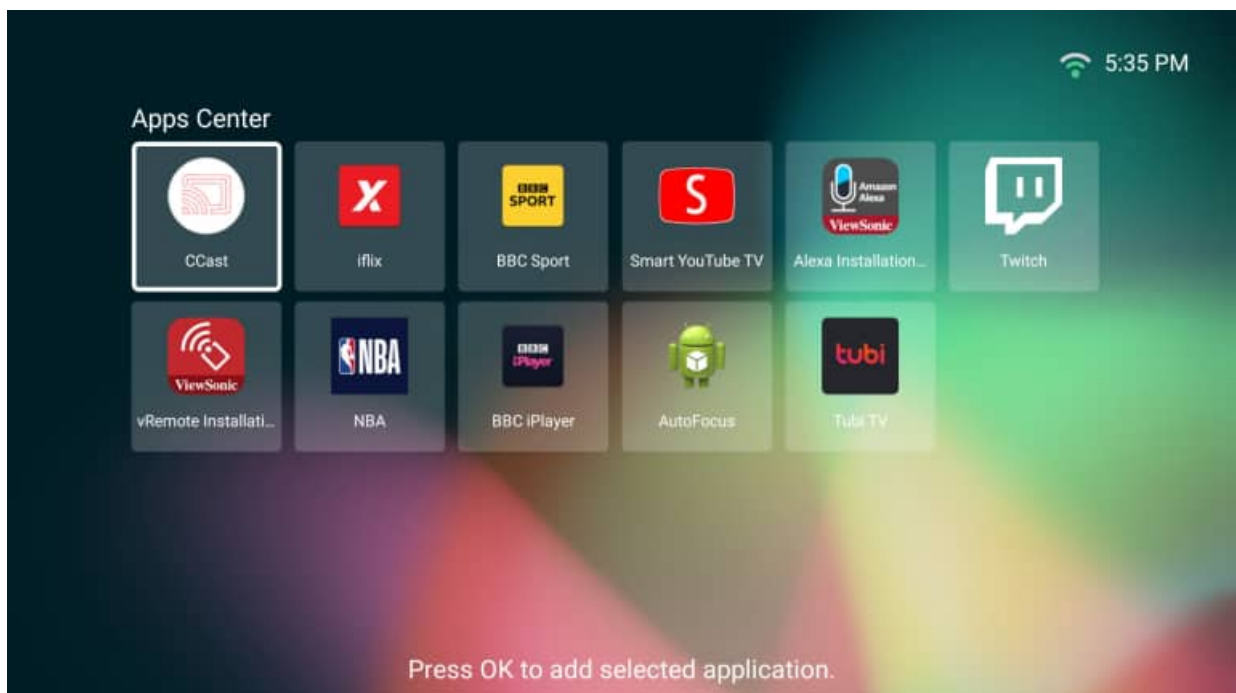 5:35 PM
Apps Center
BBC
SPORT
S
Amazon
Alexa
ViewSonic
CCast
iflix
BBC Sport
Smart YouTube TV
Alexa Installation...
Twitch
ViewSonic
NBA
BBC
iPlayer
tubi
vRemote Installati...
NBA
BBC iPlayer
AutoFocus
Tubi TV
Press OK to add selected application.